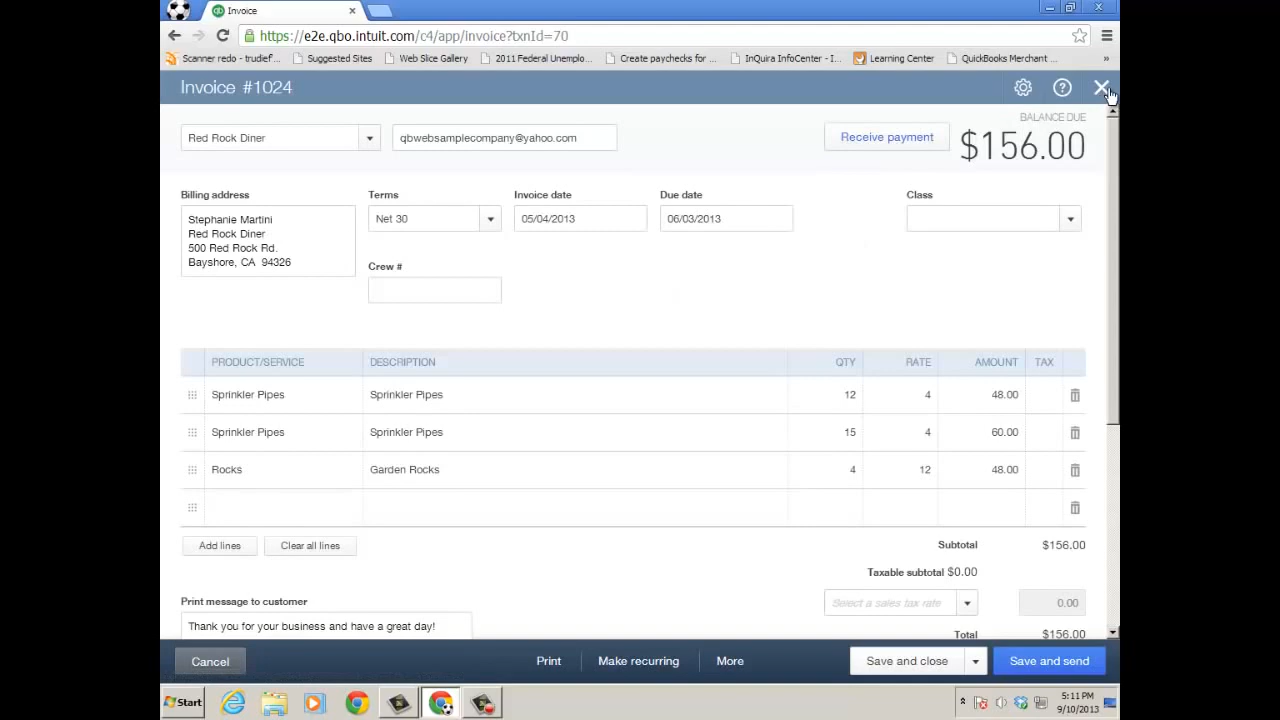 Invoice
https://e2e.qbo.intuit.com/c4/app/invoice?txnId=70
Scanner redo - trudief... Suggested Sites Web Slice Gallery 2011 Federal Unemplo... Create paychecks for ... InQuira InfoCenter - I... Learning Center QuickBooks Merchant ... »
Invoice #1024
BALANCE DUE
Red Rock Diner qbwebsamplecompany@yahoo.com Receive payment $156.00
Billing address Terms Invoice date Due date Class
Stephanie Martini
Red Rock Diner
500 Red Rock Rd.
Bayshore, CA 94326
Net 30 05/04/2013 06/03/2013
Crew #
PRODUCT/SERVICE DESCRIPTION QTY RATE AMOUNT TAX
Sprinkler Pipes Sprinkler Pipes 12 4 48.00
Sprinkler Pipes Sprinkler Pipes 15 4 60.00
Rocks Garden Rocks 4 12 48.00
Add lines Clear all lines Subtotal $156.00
Taxable subtotal $0.00
Print message to customer Select a sales tax rate 0.00
Thank you for your business and have a great day! Total $156.00
Cancel Print Make recurring More Save and close Save and send
Start 5:11 PM
9/10/2013